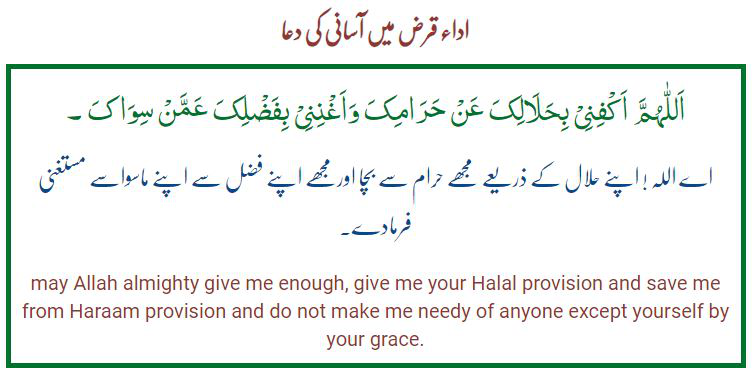 اداء قرض میں آسانی کی دعا
اَللّٰهُمَّ اَكْفِنِيْ بِحَلَالِكَ عَنْ حَرَامِكَ وَاَغْنِنِيْ بِفَضْلِكَ عَمَّنْ سِوَاكَ ۔
اے اللہ ! اپنے حلال کے ذریعے مجھے حرام سے بچا اور مجھے اپنے فضل سے اپنے ماسوا سے مستغنی
فرما دے۔
may Allah almighty give me enough, give me your Halal provision and save me
from Haraam provision and do not make me needy of anyone except yourself by
your grace.